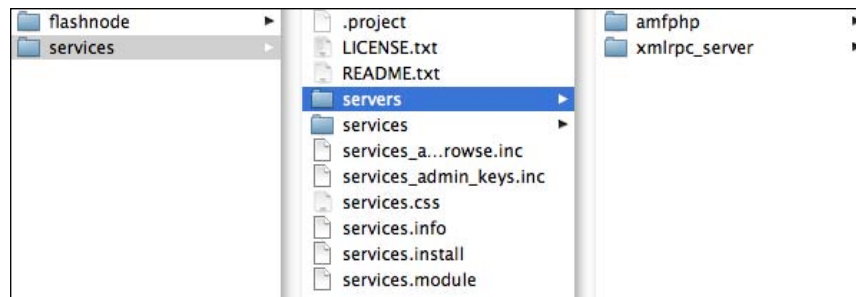 flashnode
services
.project
LICENSE.txt
README.txt
servers
services
services_a...rowse.inc
services_admin_keys.inc
services.css
services.info
services.install
services.module
amfphp
xmlrpc_server